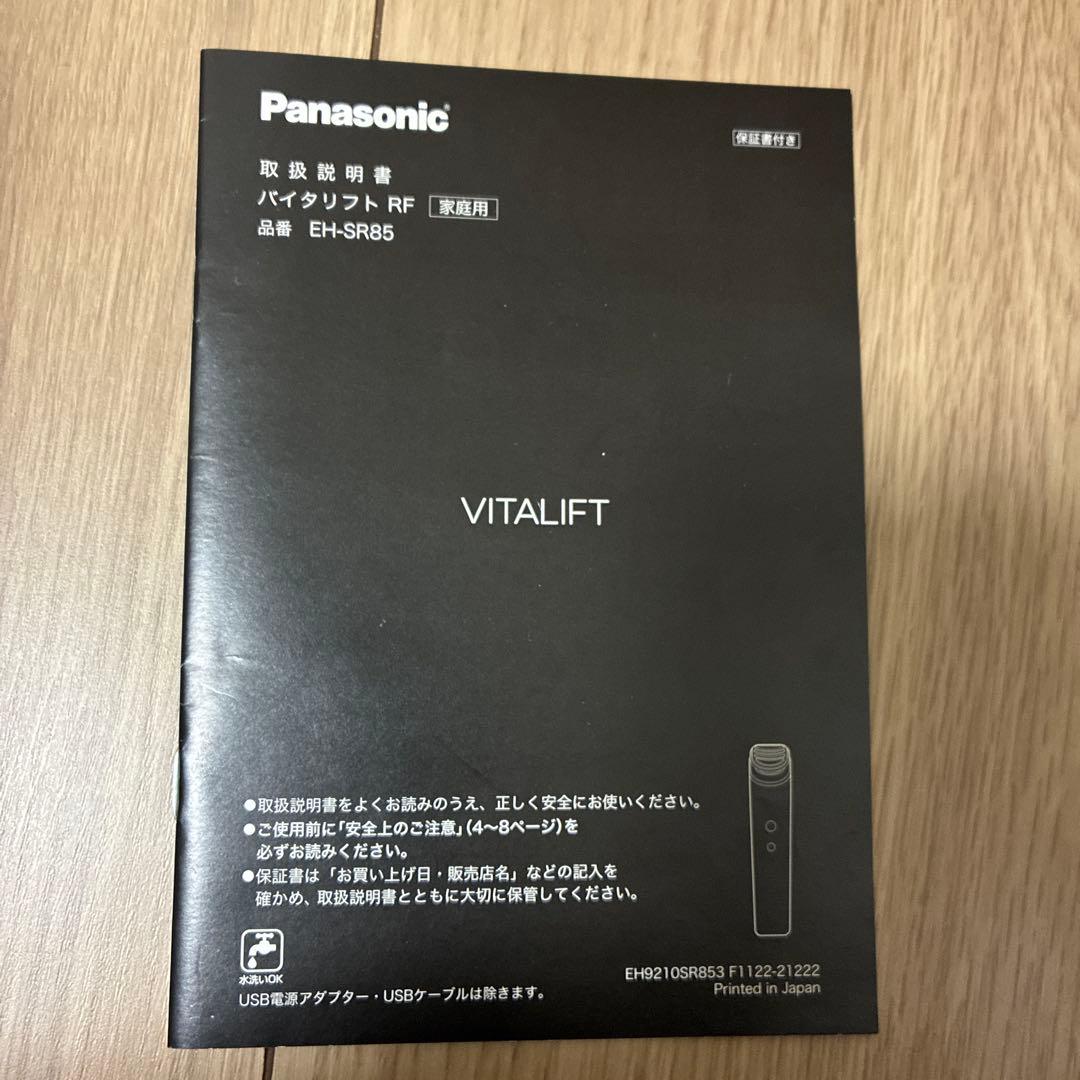 Panasonic®
保証書付き
取扱説明書
バイタリフト RF 家庭用
品番 EH-SR85
VITALIFT
●取扱説明書をよくお読みのうえ、正しく安全にお使いください。
●ご使用前に「安全上のご注意」（4〜8ページ）を
必ずお読みください。
●保証書は「お買い上げ日・販売店名」などの記入を
確かめ、取扱説明書とともに大切に保管してください。
水洗いOK
USB電源アダプター・USBケーブルは除きます。
EH9210SR853 F1122-21222
Printed in Japan